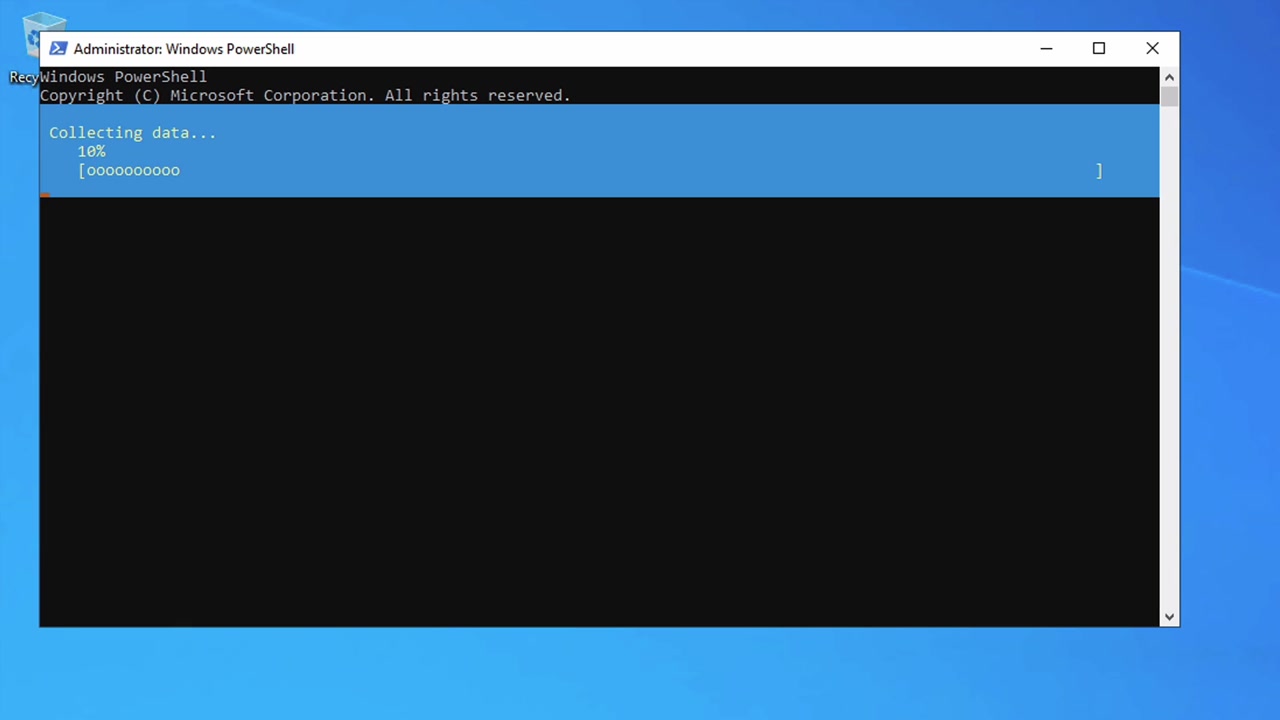 Administrator: Windows PowerShell
Recy
Windows PowerShell
Copyright (C) Microsoft Corporation. All rights reserved.
Collecting data...
10%
[oooooooooo ]